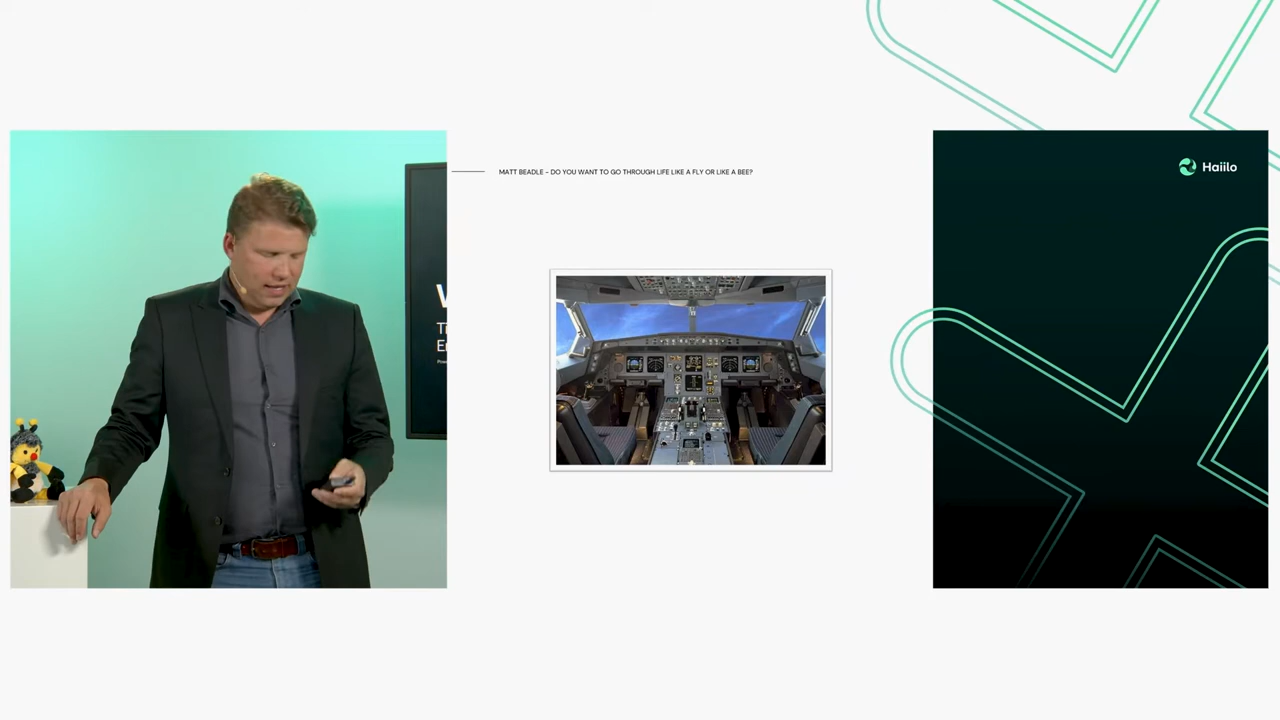 MATT BEADLE – DO YOU WANT TO GO THROUGH LIFE LIKE A FLY OR LIKE A BEE?
Haiilo